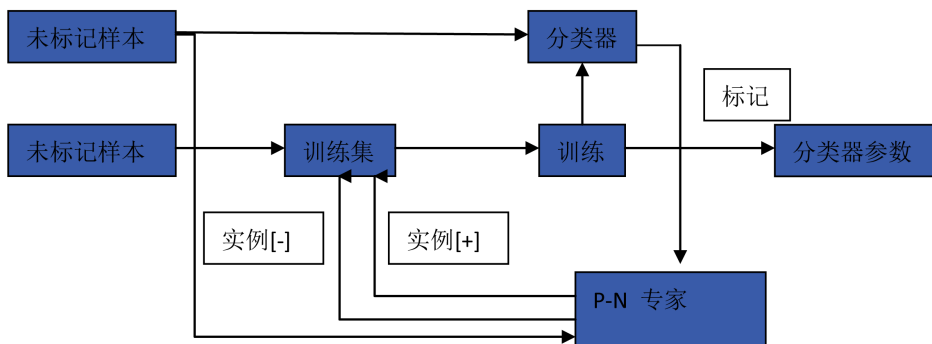 未标记样本
分类器
标记
未标记样本
训练集
训练
分类器参数
实例[-]
实例[+]
P-N 专家